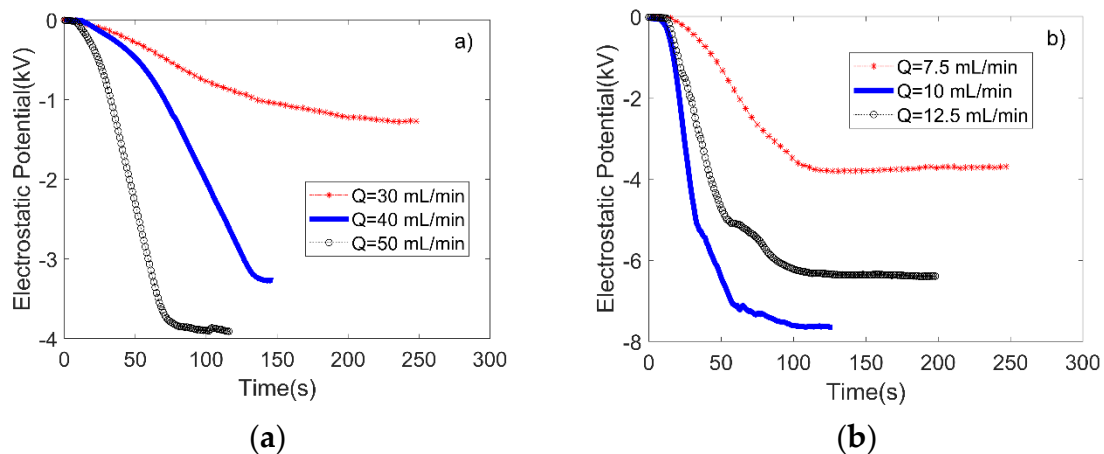 a)
Electrostatic Potential(kV)
0
-1
-2
-3
-4
Q=30 mL/min
Q=40 mL/min
Q=50 mL/min
0 50 100 150 200 250 300
Time(s)
(a)
b)
Electrostatic Potential(kV)
0
-2
-4
-6
-8
Q=7.5 mL/min
Q=10 mL/min
Q=12.5 mL/min
0 50 100 150 200 250 300
Time(s)
(b)